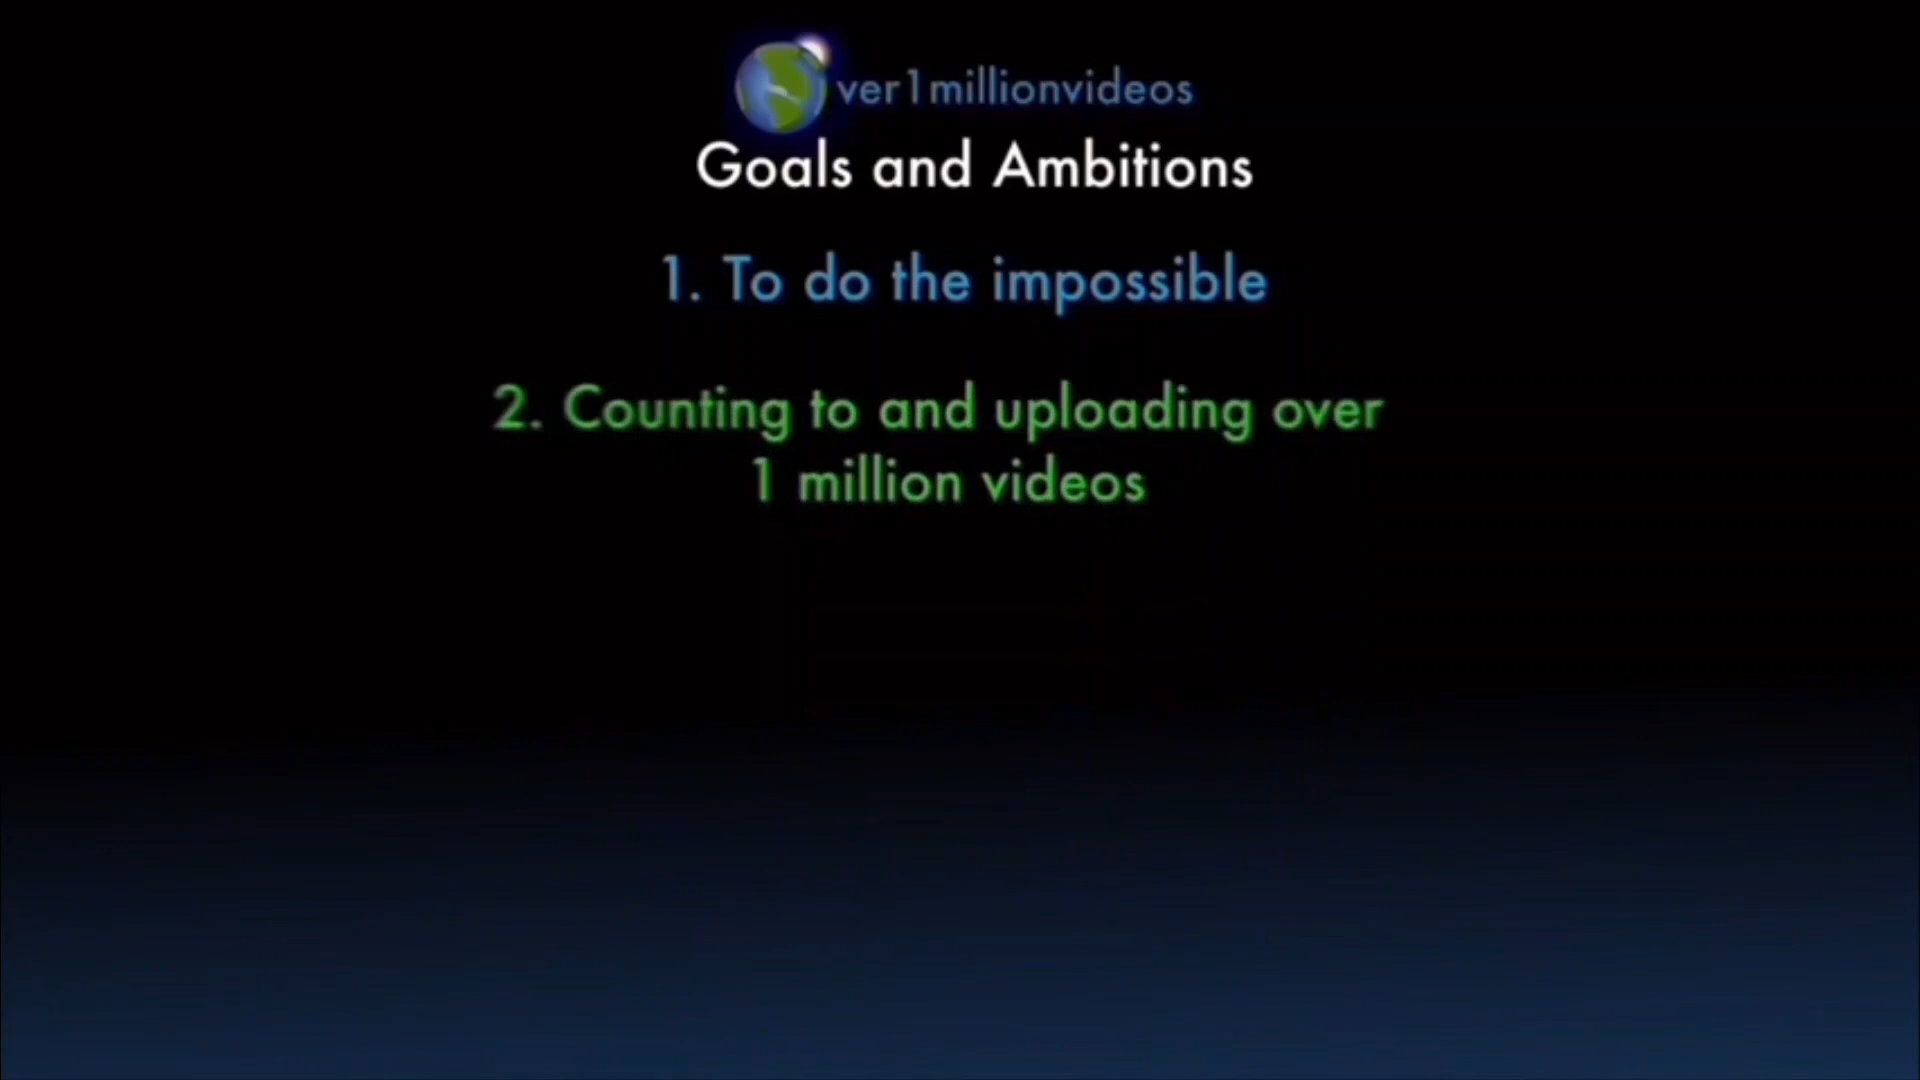 ver1millionvideos
Goals and Ambitions
1. To do the impossible
2. Counting to and uploading over
1 million videos